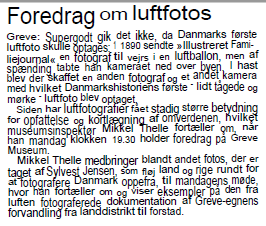 Foredrag om luftfotos
Greve: Supergodt gik det ikke, da Danmarks første
luftfoto skulle optages. I 1890 sendte »Illustreret Fami-
liejournal« en fotograf til vejrs i en luftballon, men af
spænding tabte han kameraet ned over byen. I hast
blev der skaffet en anden fotograf og et andet kamera
med hvilket Danmarkshistoriens første - lidt tågede og
mørke - luftfoto blev optaget.
Siden har luftfotografier fået stadig større betydning
for opfattelse og kortlægning af omverdenen, hvilket
museumsinspektør Mikkel Thelle fortæller om, når
han mandag klokken 19.30 holder foredrag på Greve
Museum.
Mikkel Thelle medbringer blandt andet fotos, der er
taget af Sylvest Jensen, som fløj land og rige rundt for
at fotografere Danmark oppefra, til mandagens møde,
hvor han fortæller om og viser eksempler på den fra
luften fotograferede dokumentation af Greve-egnens
forvandling fra landdistrikt til forstad.